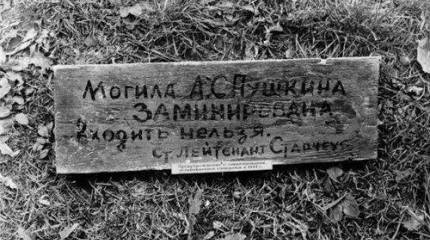 Могила А.С.Пушкина
заминирована
Входить нельзя.
Ст. Лейтенант Старчеус